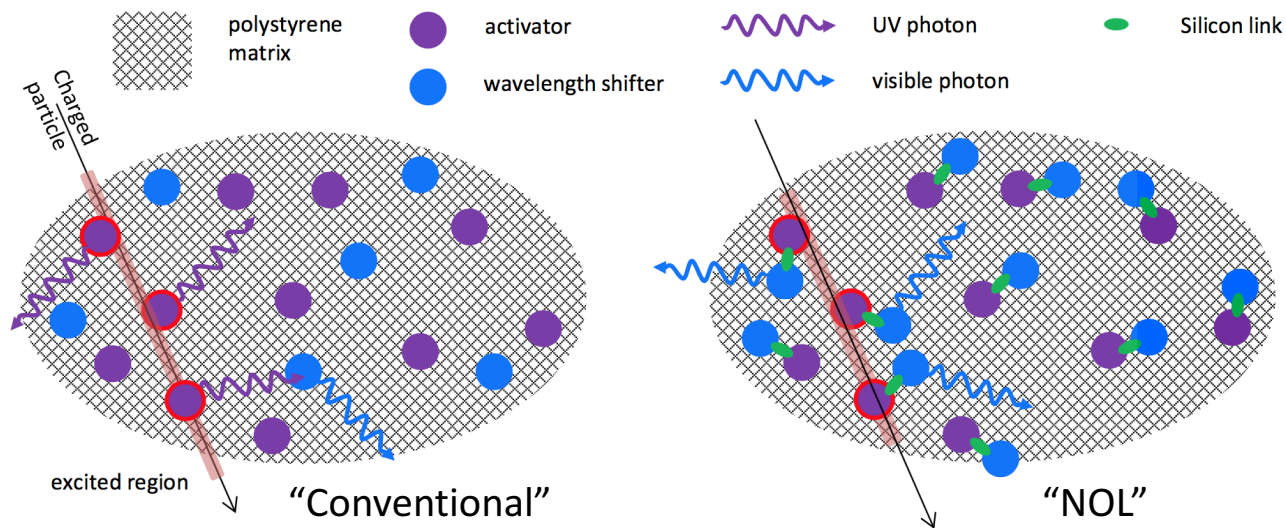 polystyrene
matrix
activator
wavelength shifter
UV photon
visible photon
Silicon link
Charged
particle
excited region
“Conventional”
“NOL”